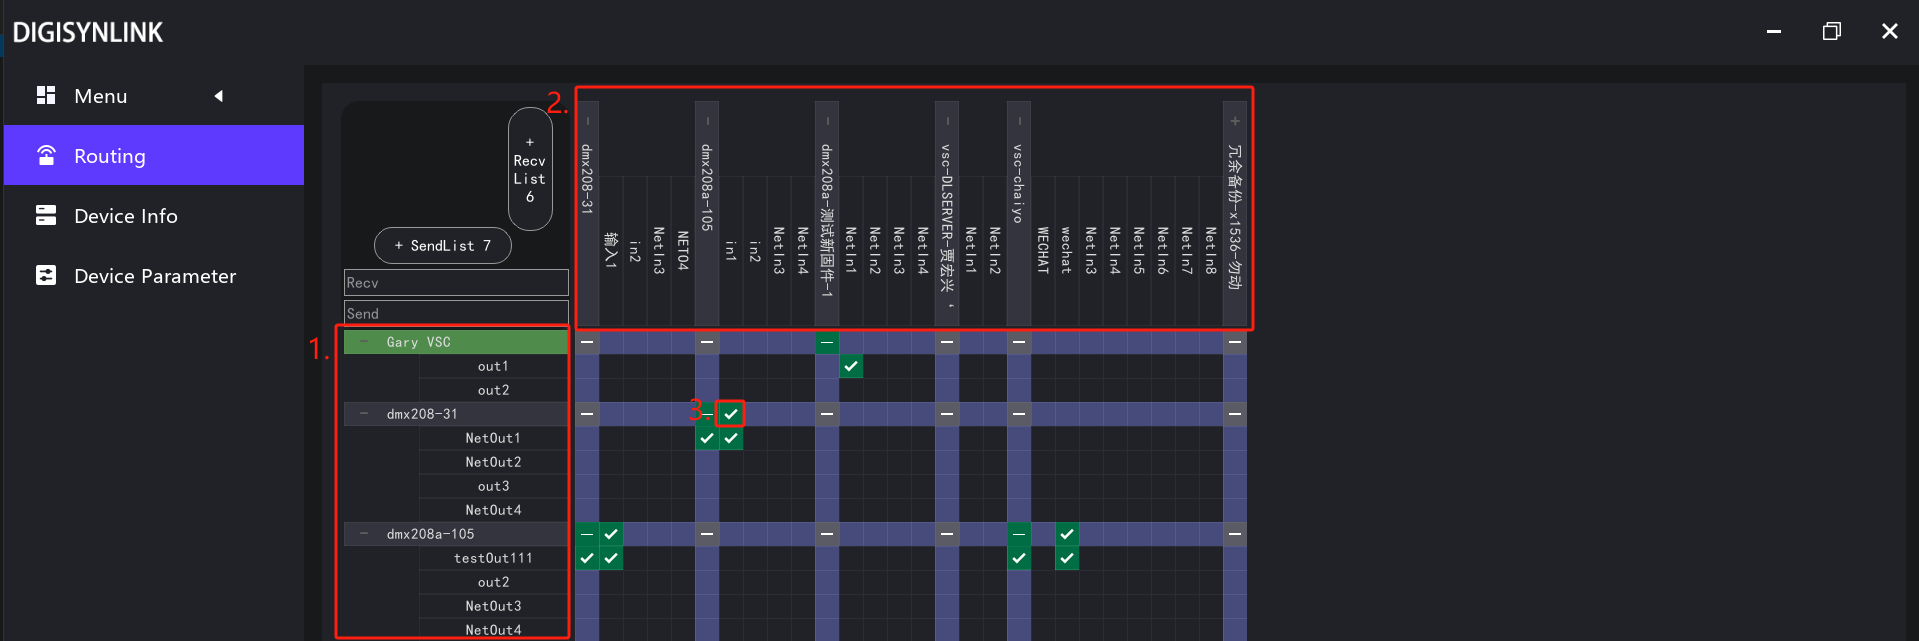 DIGISYNLINK
Menu
Routing
Device Info
Device Parameter
+
Recv
List
6
+ SendList 7
Recv
Send
2.
dmx208-31
输入1
in2
NetIn3
NET04
dmx208a-105
in1
in2
NetIn3
NetIn4
dmx208a-测试新固件-1
NetIn1
NetIn2
NetIn3
NetIn4
vsc-DLSERVER-贾宏兴‘
NetIn1
NetIn2
vsc-chaiyo
WECHAT
wechat
NetIn3
NetIn4
NetIn5
NetIn6
NetIn7
NetIn8
+
冗余备份-x1536-勿动
1.
Gary VSC
out1
out2
dmx208-31
3.
NetOut1
NetOut2
out3
NetOut4
dmx208a-105
testOut111
out2
NetOut3
NetOut4